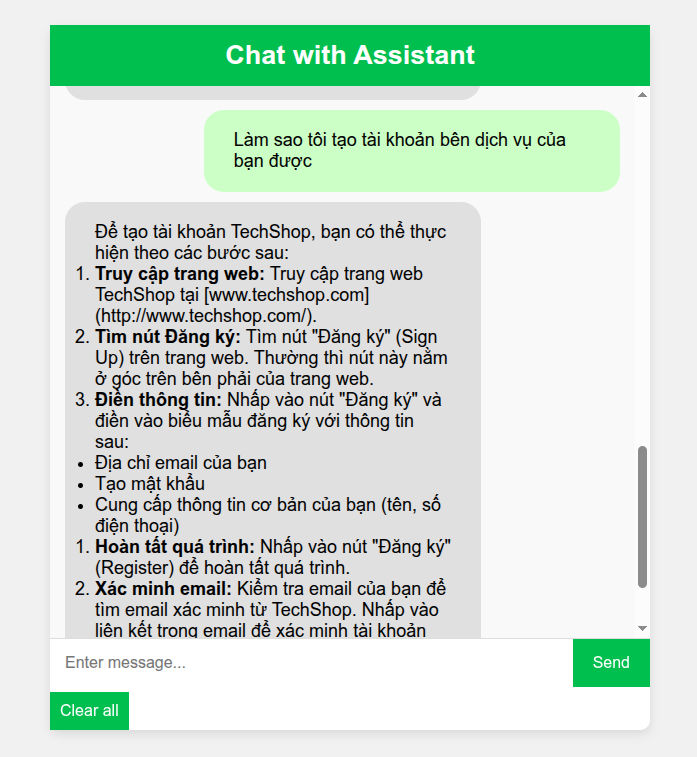 Chat with Assistant
Làm sao tôi tạo tài khoản bên dịch vụ của
bạn được
Để tạo tài khoản TechShop, bạn có thể thực
hiện theo các bước sau:
1. Truy cập trang web: Truy cập trang web
TechShop tại [www.techshop.com]
(http://www.techshop.com/).
2. Tìm nút Đăng ký: Tìm nút "Đăng ký" (Sign
Up) trên trang web. Thường thì nút này nằm
ở góc trên bên phải của trang web.
3. Điền thông tin: Nhấp vào nút "Đăng ký" và
điền vào biểu mẫu đăng ký với thông tin
sau:
• Địa chỉ email của bạn
• Tạo mật khẩu
• Cung cấp thông tin cơ bản của bạn (tên, số
điện thoại)
1. Hoàn tất quá trình: Nhấp vào nút "Đăng ký"
(Register) để hoàn tất quá trình.
2. Xác minh email: Kiểm tra email của bạn để
tìm email xác minh từ TechShop. Nhấp vào
liên kết trong email để xác minh tài khoản
Enter message...
Send
Clear all